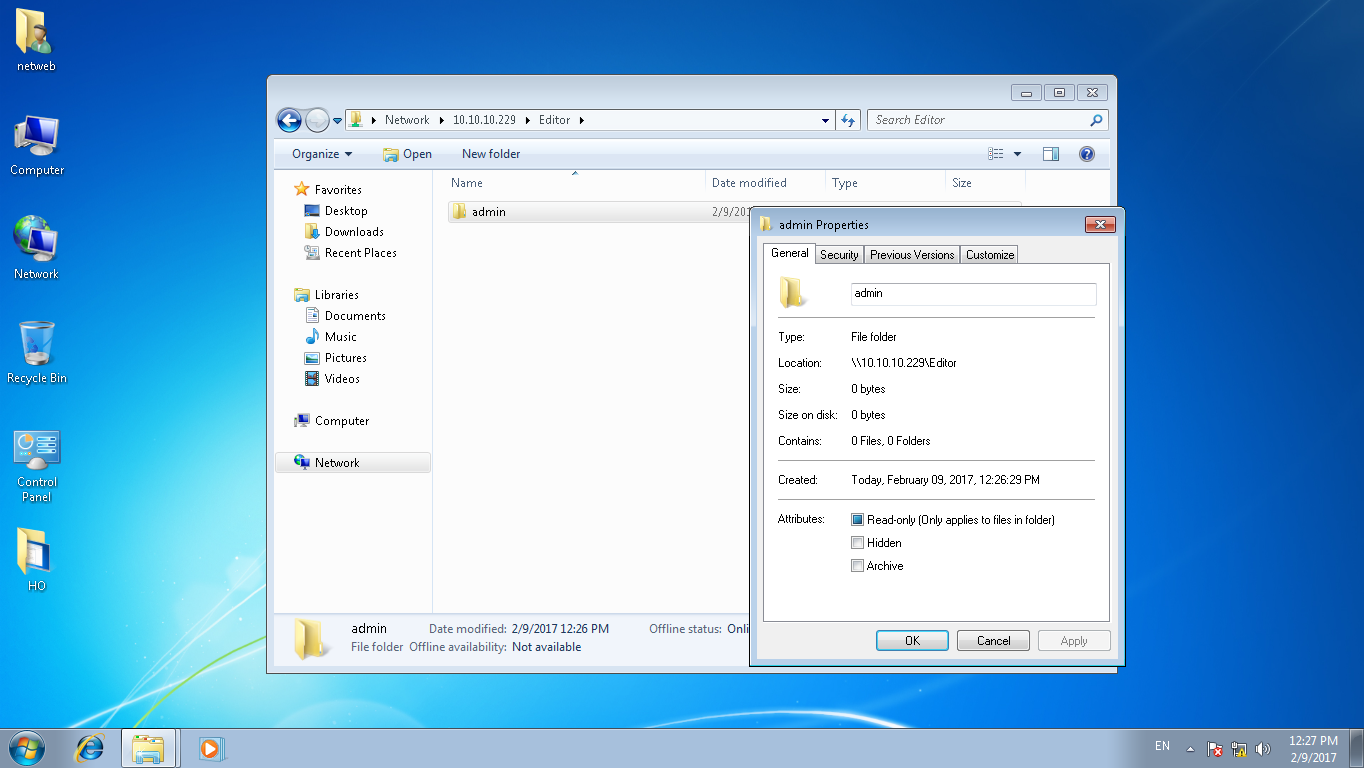 netweb
Computer
Network
Recycle Bin
Control
Panel
HO
Network 10.10.10.229 Editor
Search Editor
Organize Open New folder
Name Date modified Type Size
Favorites
Desktop
Downloads
Recent Places
Libraries
Documents
Music
Pictures
Videos
Computer
Network
admin
admin Date modified: 2/9/2017 12:26 PM Offline status:
File folder Offline availability: Not available
admin Properties
General Security Previous Versions Customize
admin
Type: File folder
Location: \\10.10.10.229\Editor
Size: 0 bytes
Size on disk: 0 bytes
Contains: 0 Files, 0 Folders
Created: Today, February 09, 2017, 12:26:29 PM
Attributes: Read-only (Only applies to files in folder)
Hidden
Archive
OK Cancel Apply
EN 12:27 PM
2/9/2017